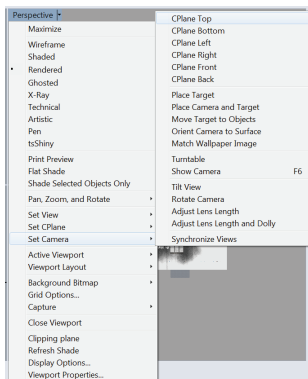 Perspective
Maximize
Wireframe
Shaded
Rendered
Ghosted
X-Ray
Technical
Artistic
Pen
tsShiny
Print Preview
Flat Shade
Shade Selected Objects Only
Pan, Zoom, and Rotate
Set View
Set CPlane
Set Camera
Active Viewport
Viewport Layout
Background Bitmap
Grid Options...
Capture
Close Viewport
Clipping plane
Refresh Shade
Display Options...
Viewport Properties...
CPlane Top
CPlane Bottom
CPlane Left
CPlane Right
CPlane Front
CPlane Back
Place Target
Place Camera and Target
Move Target to Objects
Orient Camera to Surface
Match Wallpaper Image
Turntable
Show Camera F6
Tilt View
Rotate Camera
Adjust Lens Length
Adjust Lens Length and Dolly
Synchronize Views